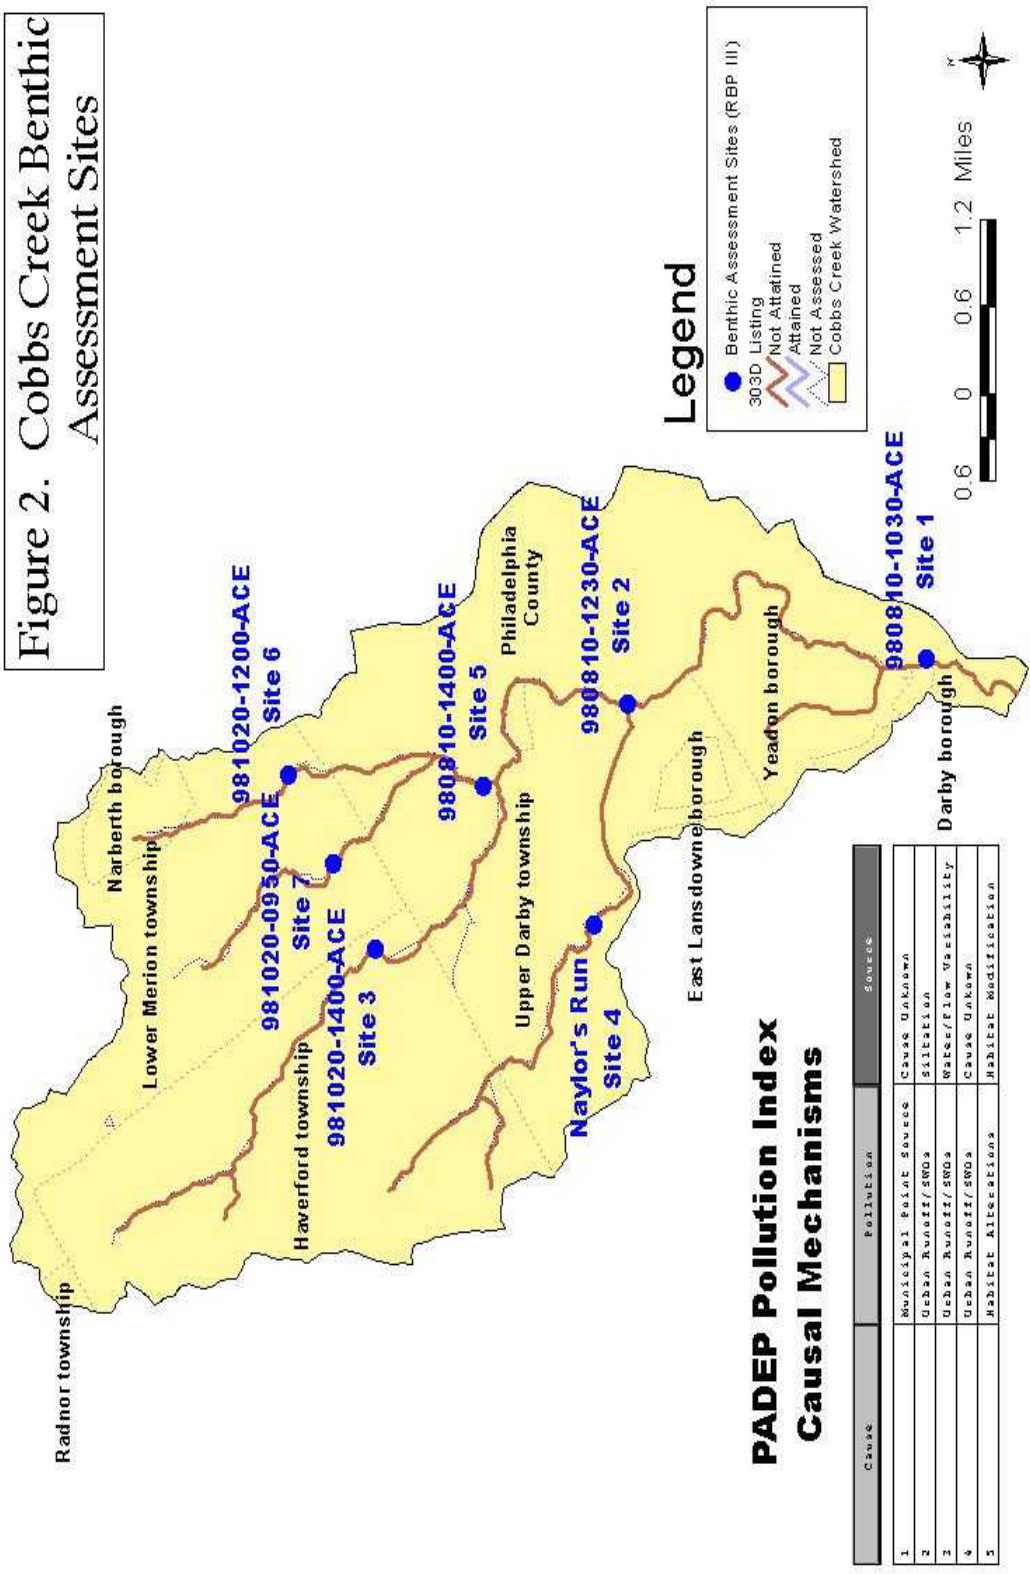 Figure 2.  Cobbs Creek Benthic
Assessment Sites
Radnor township
Narberth borough
Lower Merion township
981020-1200-ACE
Site 6
981020-0950-ACE
Site 7
981020-1400-ACE
Site 3
Haverford township
980810-1400-ACE
Site 5
Philadelphia
County
Upper Darby township
980810-1230-ACE
Site 2
Naylor's Run
Site 4
East Lansdowne borough
Yeadon borough
980810-1030-ACE
Site 1
Darby borough
Legend
Benthic Assessment Sites (RBP III)
303D Listing
Not Attatined
Attained
Not Assessed
Cobbs Creek Watershed
N
0.6 0 0.6 1.2 Miles
PADEP Pollution Index
Causal Mechanisms
Cause Pollution Source
1 Municipal Point Source Cause Unknown
2 Urban Runoff/SWOs Siltation
3 Urban Runoff/SWOs Water/Flow Variability
4 Urban Runoff/SWOs Cause Unkown
5 Habitat Alterations Habitat Modification